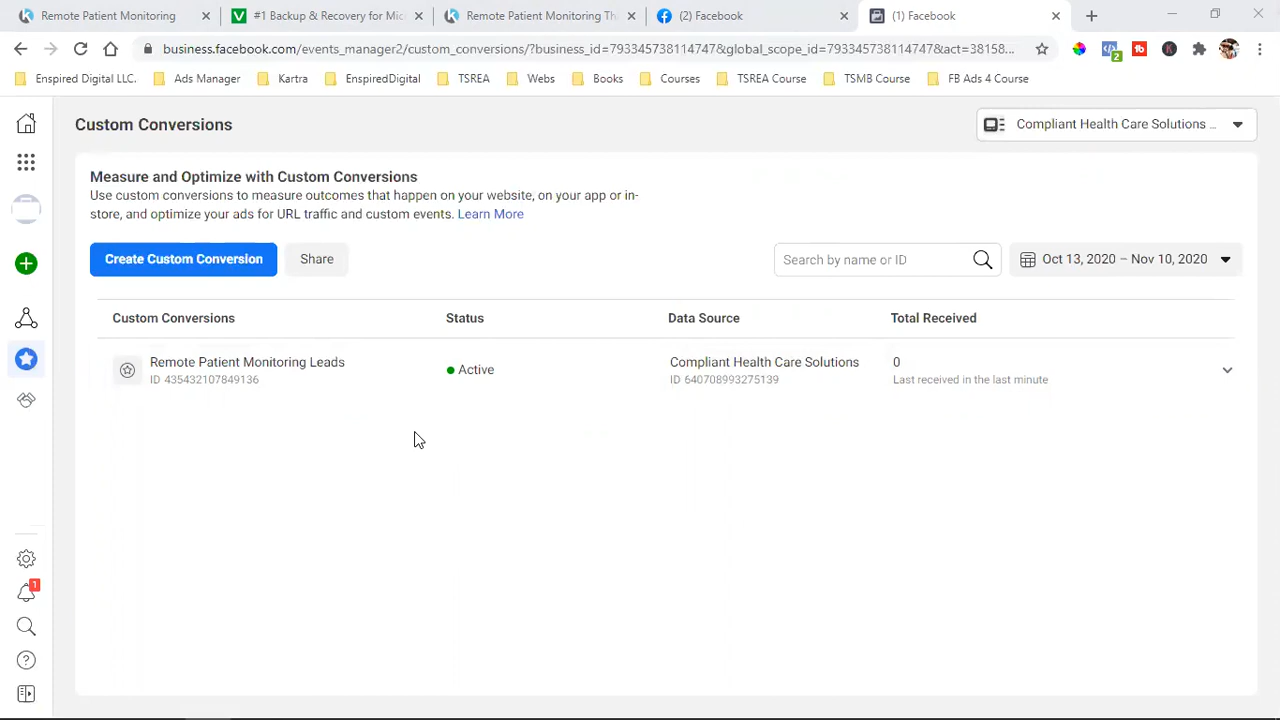 Remote Patient Monitoring
#1 Backup & Recovery for Mic
Remote Patient Monitoring Th
(2) Facebook
(1) Facebook
business.facebook.com/events_manager2/custom_conversions/?business_id=793345738114747&global_scope_id=793345738114747&act=38158...
2
Enspired Digital LLC.
Ads Manager
Kartra
EnspiredDigital
TSREA
Webs
Books
Courses
TSREA Course
TSMB Course
FB Ads 4 Course
Custom Conversions
Compliant Health Care Solutions ...
Measure and Optimize with Custom Conversions
Use custom conversions to measure outcomes that happen on your website, on your app or in-
store, and optimize your ads for URL traffic and custom events. Learn More
Create Custom Conversion
Share
Search by name or ID
Oct 13, 2020 – Nov 10, 2020
Custom Conversions
Status
Data Source
Total Received
Remote Patient Monitoring Leads
ID 435432107849136
Active
Compliant Health Care Solutions
ID 640708993275139
0
Last received in the last minute
1